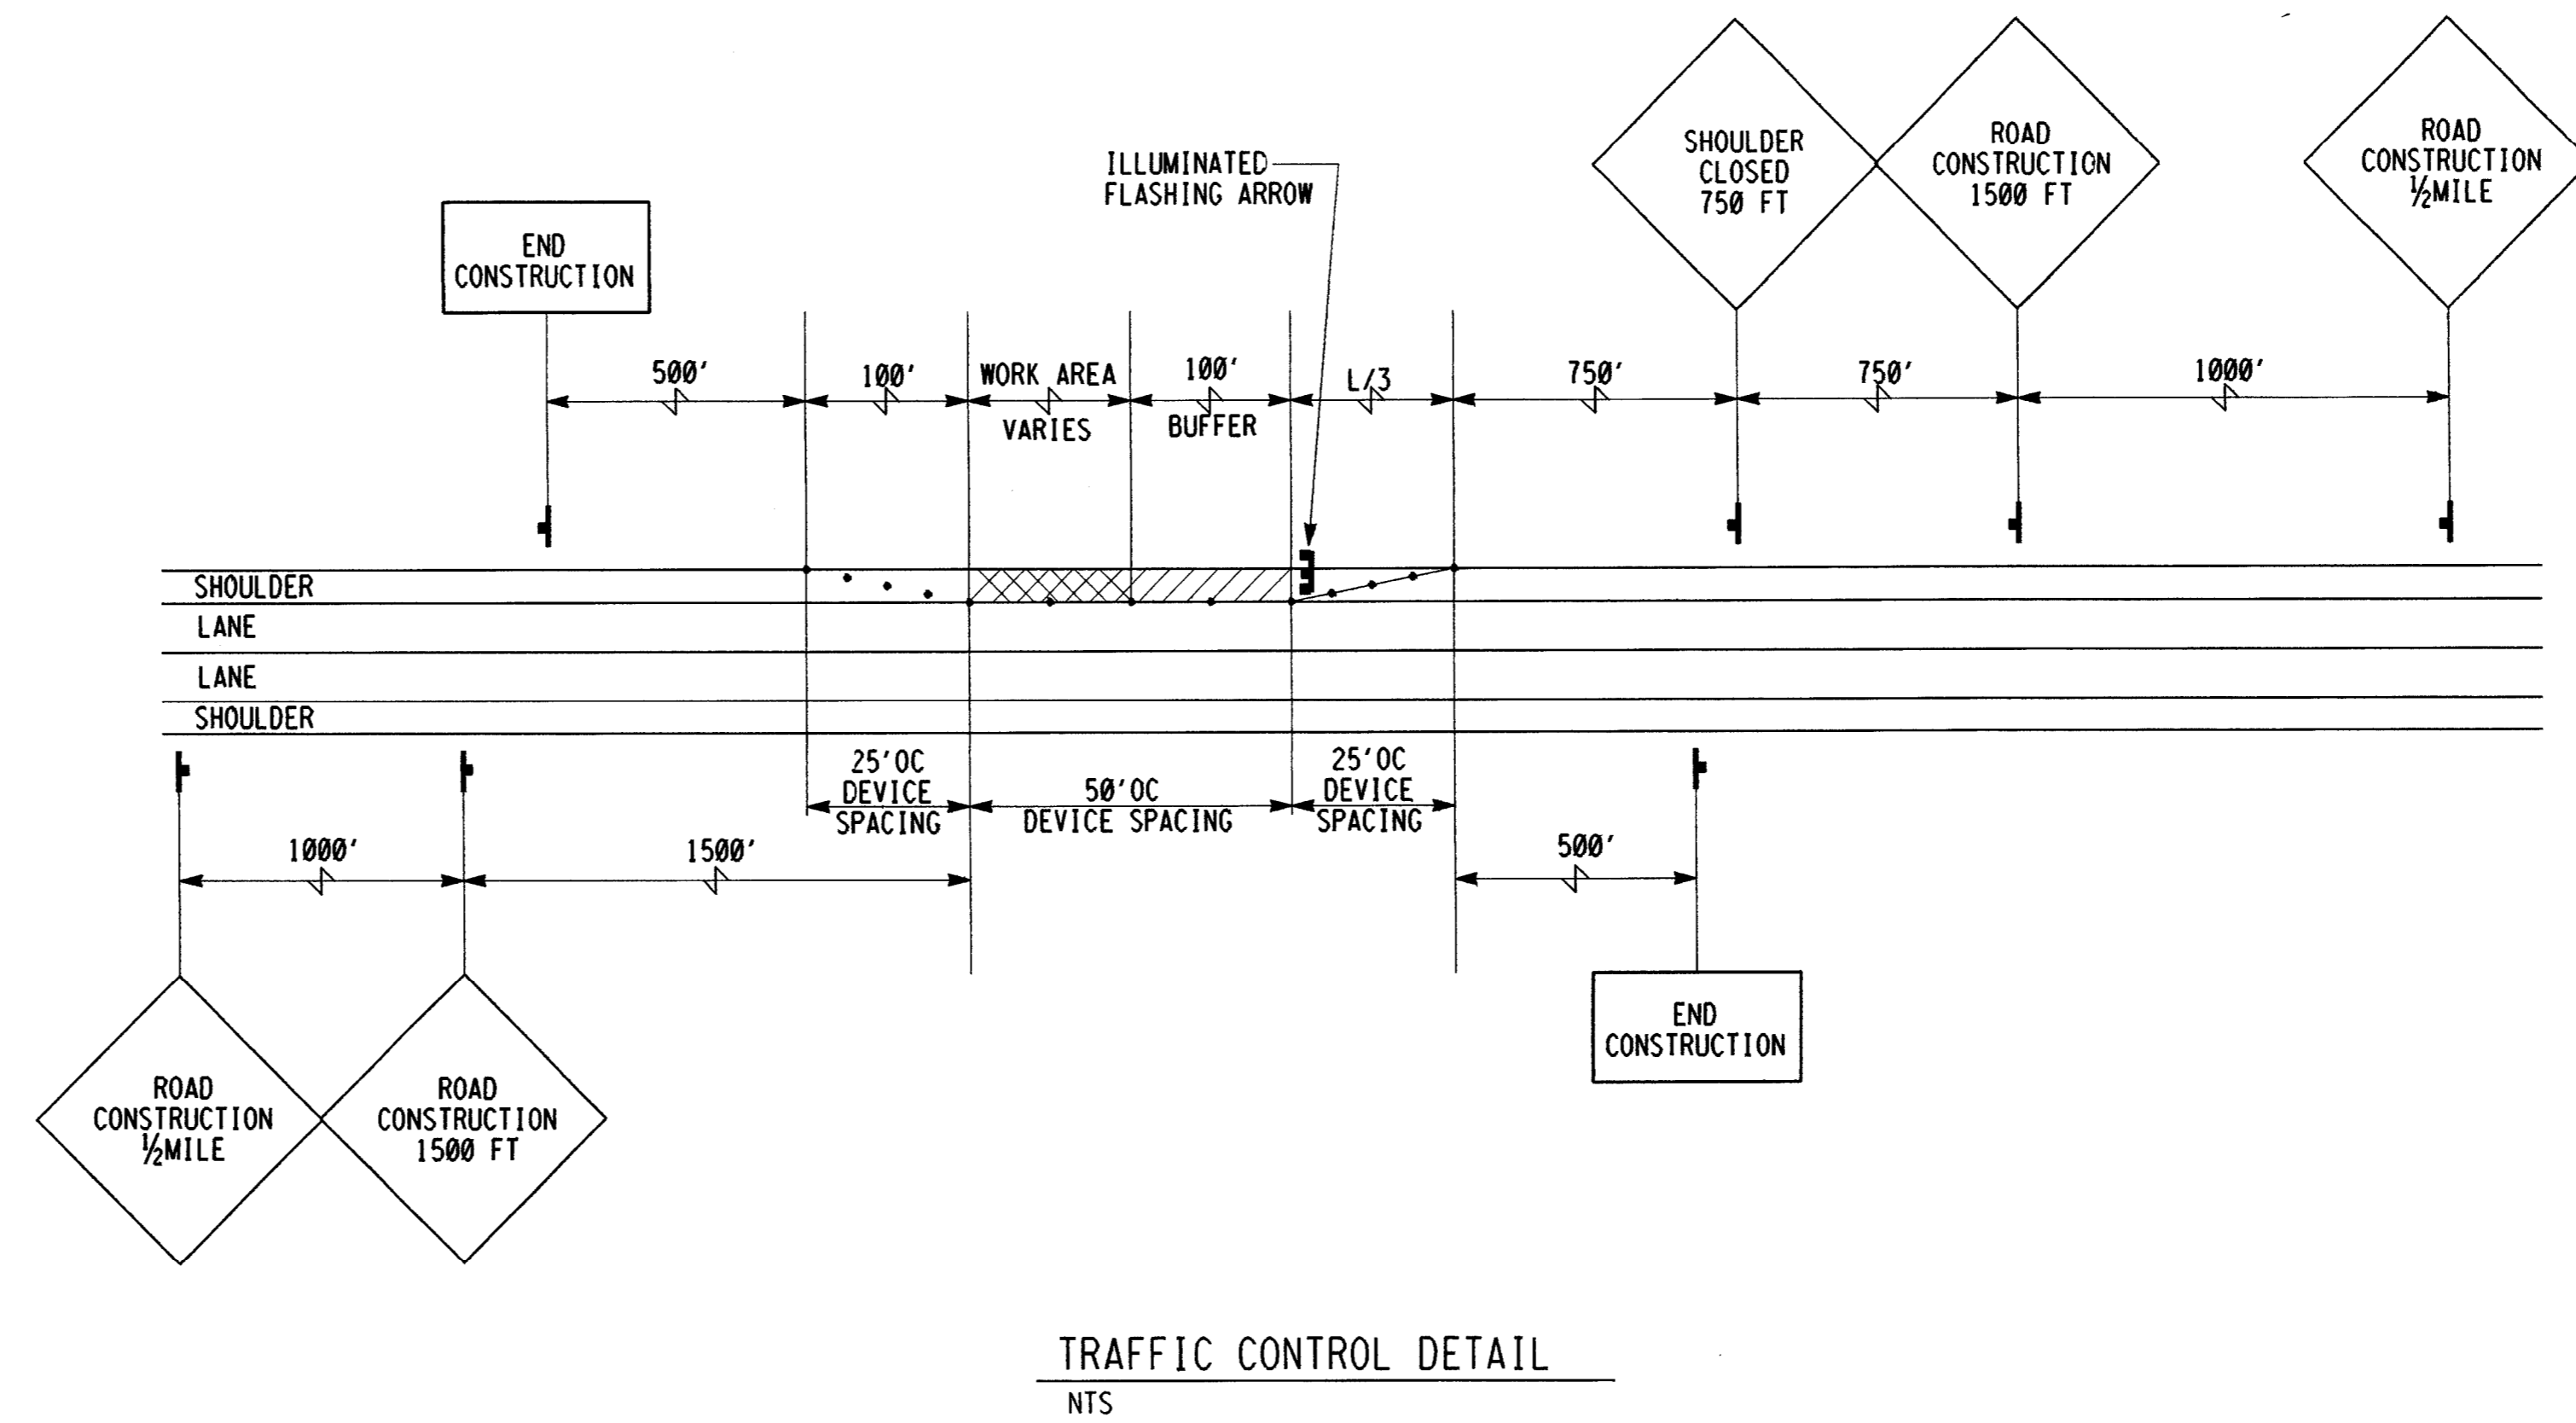 SHOULDER
CLOSED
750 FT
ROAD
CONSTRUCTION
1500 FT
ROAD
CONSTRUCTION
½MILE
ILLUMINATED
FLASHING ARROW
END
CONSTRUCTION
500'
100'
WORK AREA
VARIES
100'
BUFFER
L/3
750'
750'
1000'
SHOULDER
LANE
LANE
SHOULDER
25'OC
DEVICE
SPACING
50'OC
DEVICE SPACING
25'OC
DEVICE
SPACING
1000'
1500'
500'
ROAD
CONSTRUCTION
½MILE
ROAD
CONSTRUCTION
1500 FT
END
CONSTRUCTION
TRAFFIC CONTROL DETAIL
NTS